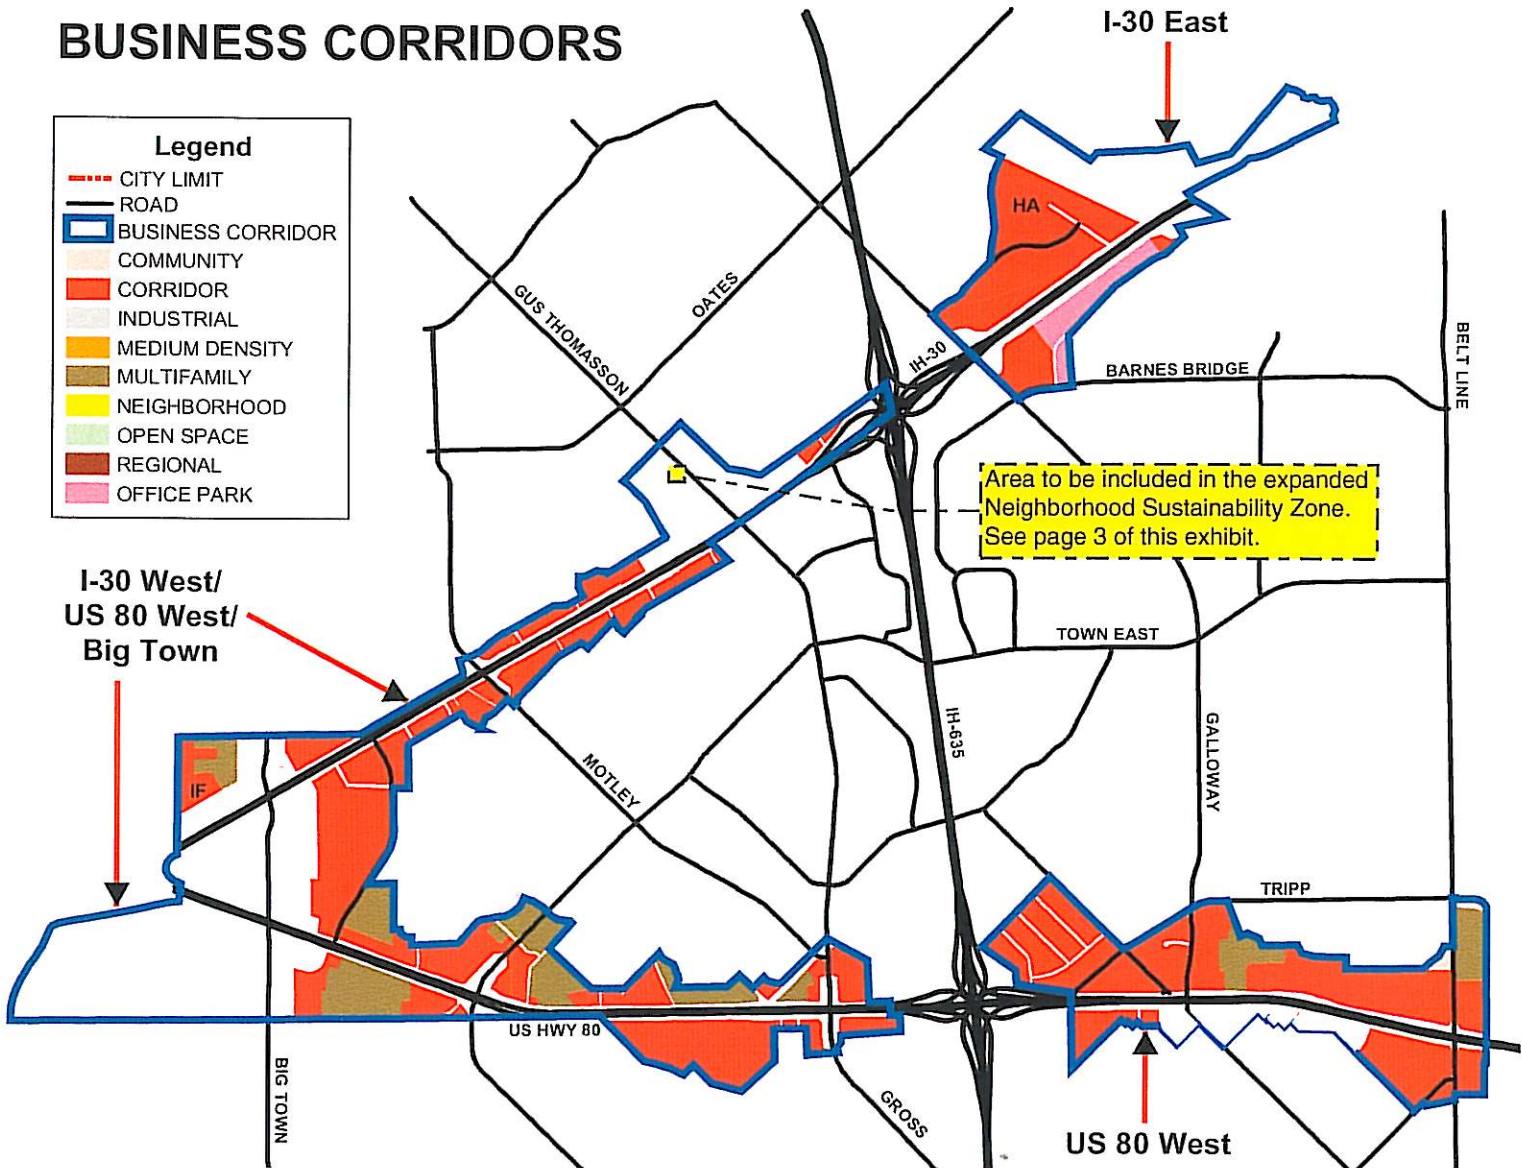 BUSINESS CORRIDORS
I-30 East
Legend
CITY LIMIT
ROAD
BUSINESS CORRIDOR
COMMUNITY
CORRIDOR
INDUSTRIAL
MEDIUM DENSITY
MULTIFAMILY
NEIGHBORHOOD
OPEN SPACE
REGIONAL
OFFICE PARK
HA
OATES
GUS THOMASSON
IH-30
BARNES BRIDGE
BELT LINE
Area to be included in the expanded
Neighborhood Sustainability Zone.
See page 3 of this exhibit.
I-30 West/
US 80 West/
Big Town
TOWN EAST
IH-635
GALLOWAY
MOTLEY
IF
TRIPP
US HWY 80
BIG TOWN
GROSS
US 80 West